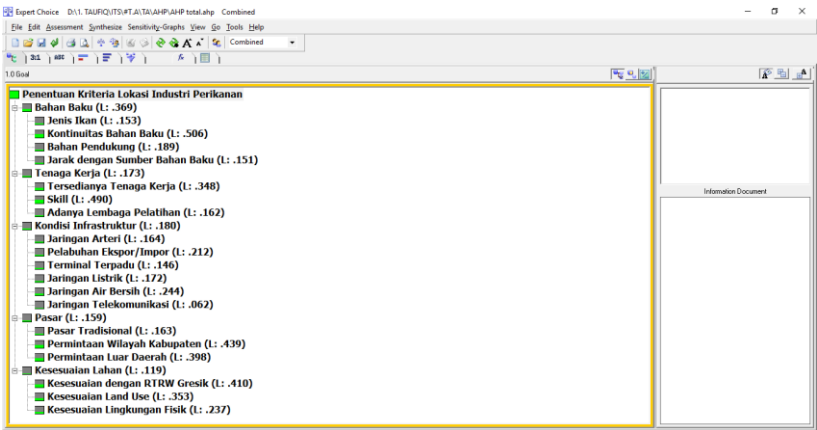 Expert Choice D:\1. TAUFIQ\ITS\#T.A\TA\AHP\AHP total.ahp Combined
File Edit Assessment Synthesize Sensitivity-Graphs View Go Tools Help
Combined
3:1 ABC
1.0 Goal
Penentuan Kriteria Lokasi Industri Perikanan
Bahan Baku (L: .369)
Jenis Ikan (L: .153)
Kontinuitas Bahan Baku (L: .506)
Bahan Pendukung (L: .189)
Jarak dengan Sumber Bahan Baku (L: .151)
Tenaga Kerja (L: .173)
Tersedianya Tenaga Kerja (L: .348)
Skill (L: .490)
Adanya Lembaga Pelatihan (L: .162)
Kondisi Infrastruktur (L: .180)
Jaringan Arteri (L: .164)
Pelabuhan Ekspor/Impor (L: .212)
Terminal Terpadu (L: .146)
Jaringan Listrik (L: .172)
Jaringan Air Bersih (L: .244)
Jaringan Telekomunikasi (L: .062)
Pasar (L: .159)
Pasar Tradisional (L: .163)
Permintaan Wilayah Kabupaten (L: .439)
Permintaan Luar Daerah (L: .398)
Kesesuaian Lahan (L: .119)
Kesesuaian dengan RTRW Gresik (L: .410)
Kesesuaian Land Use (L: .353)
Kesesuaian Lingkungan Fisik (L: .237)
Information Document